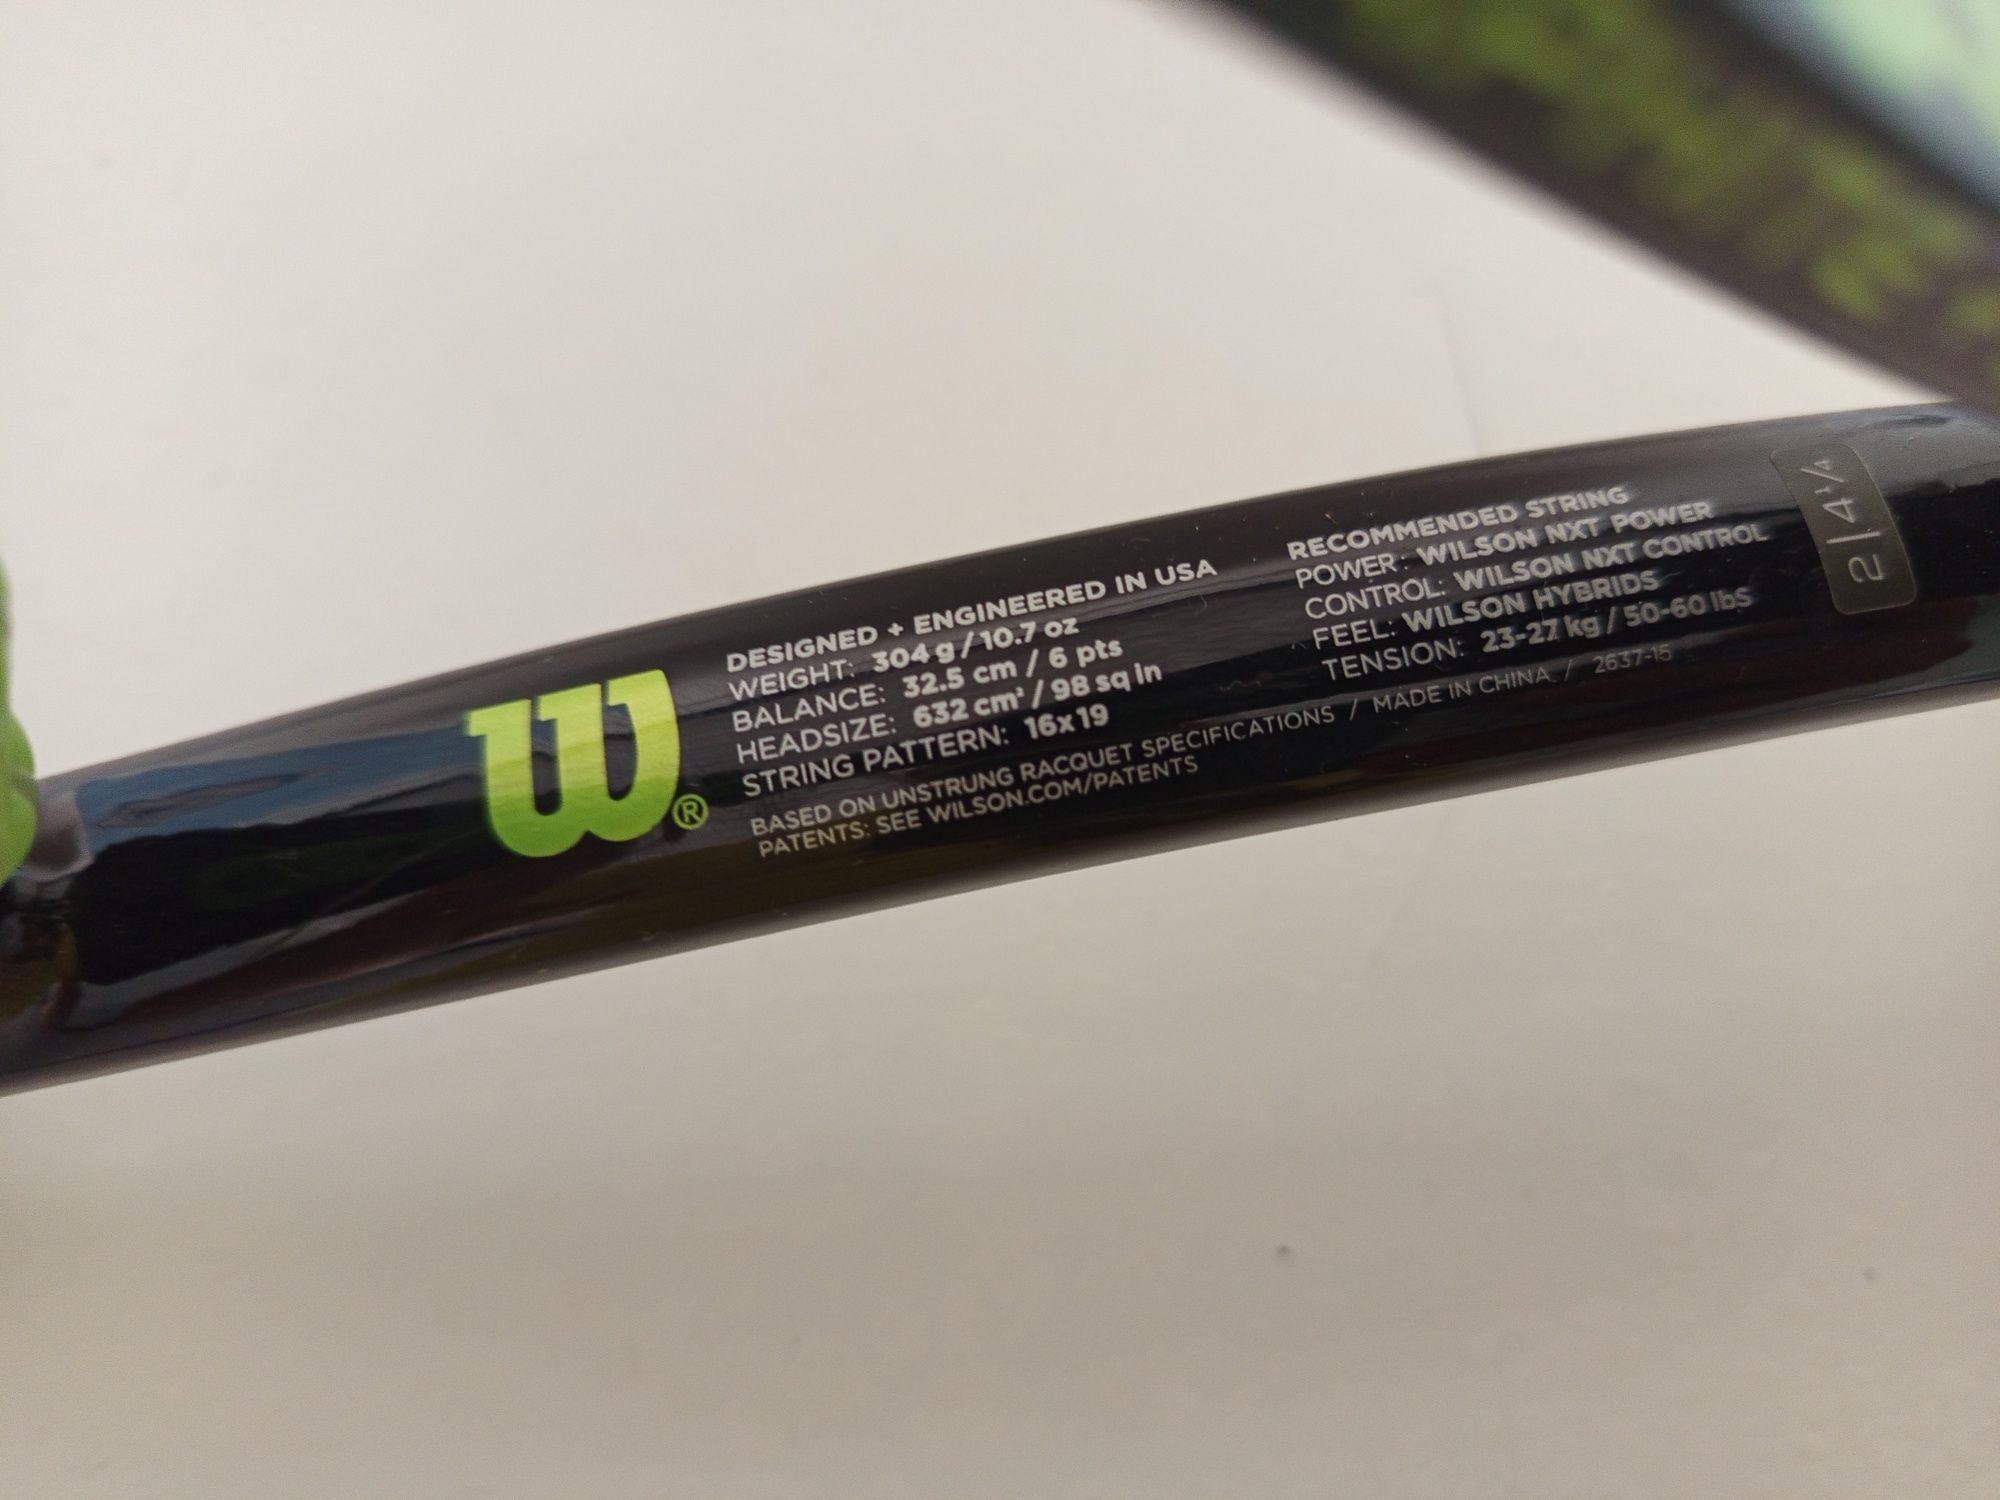 W®
DESIGNED + ENGINEERED IN USA
WEIGHT: 304 g / 10.7 oz
BALANCE: 32.5 cm / 6 pts
HEADSIZE: 632 cm² / 98 sq in
STRING PATTERN: 16x19
BASED ON UNSTRUNG RACQUET SPECIFICATIONS / MADE IN CHINA / 2637-15
PATENTS: SEE WILSON.COM/PATENTS
RECOMMENDED STRING
POWER: WILSON NXT POWER
CONTROL: WILSON NXT CONTROL
FEEL: WILSON HYBRIDS
TENSION: 23-27 kg / 50-60 lbS
2 | 4 1/4